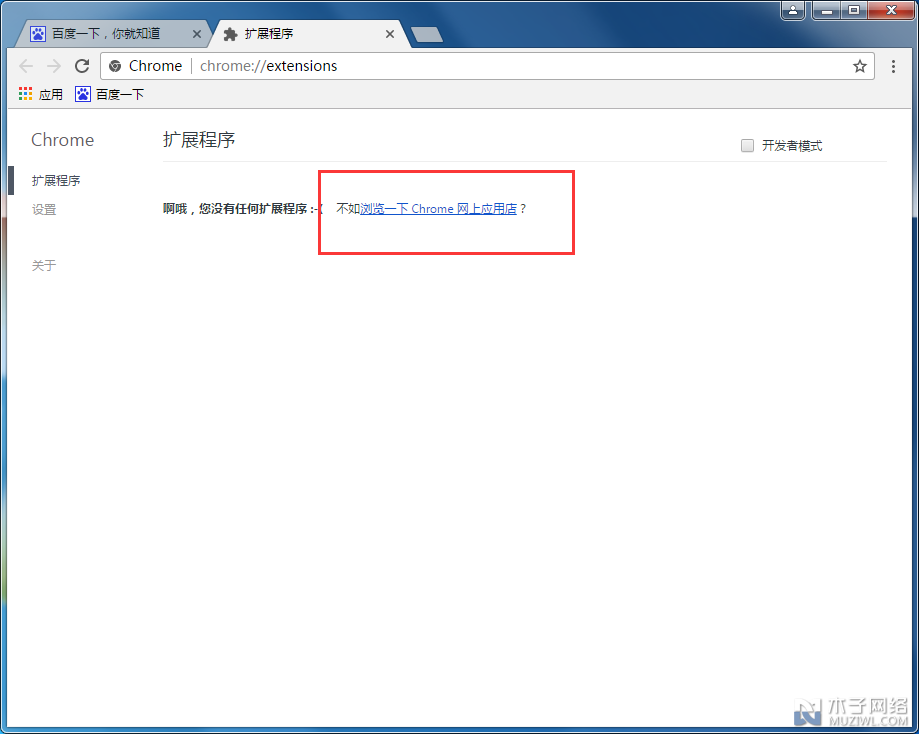 百度一下，你就知道
扩展程序
Chrome
chrome://extensions
应用
百度一下
Chrome
扩展程序
开发者模式
扩展程序
设置
关于
啊哦，您没有任何扩展程序 :-( 不如浏览一下 Chrome 网上应用店？
木子网络
MUZIWL.COM